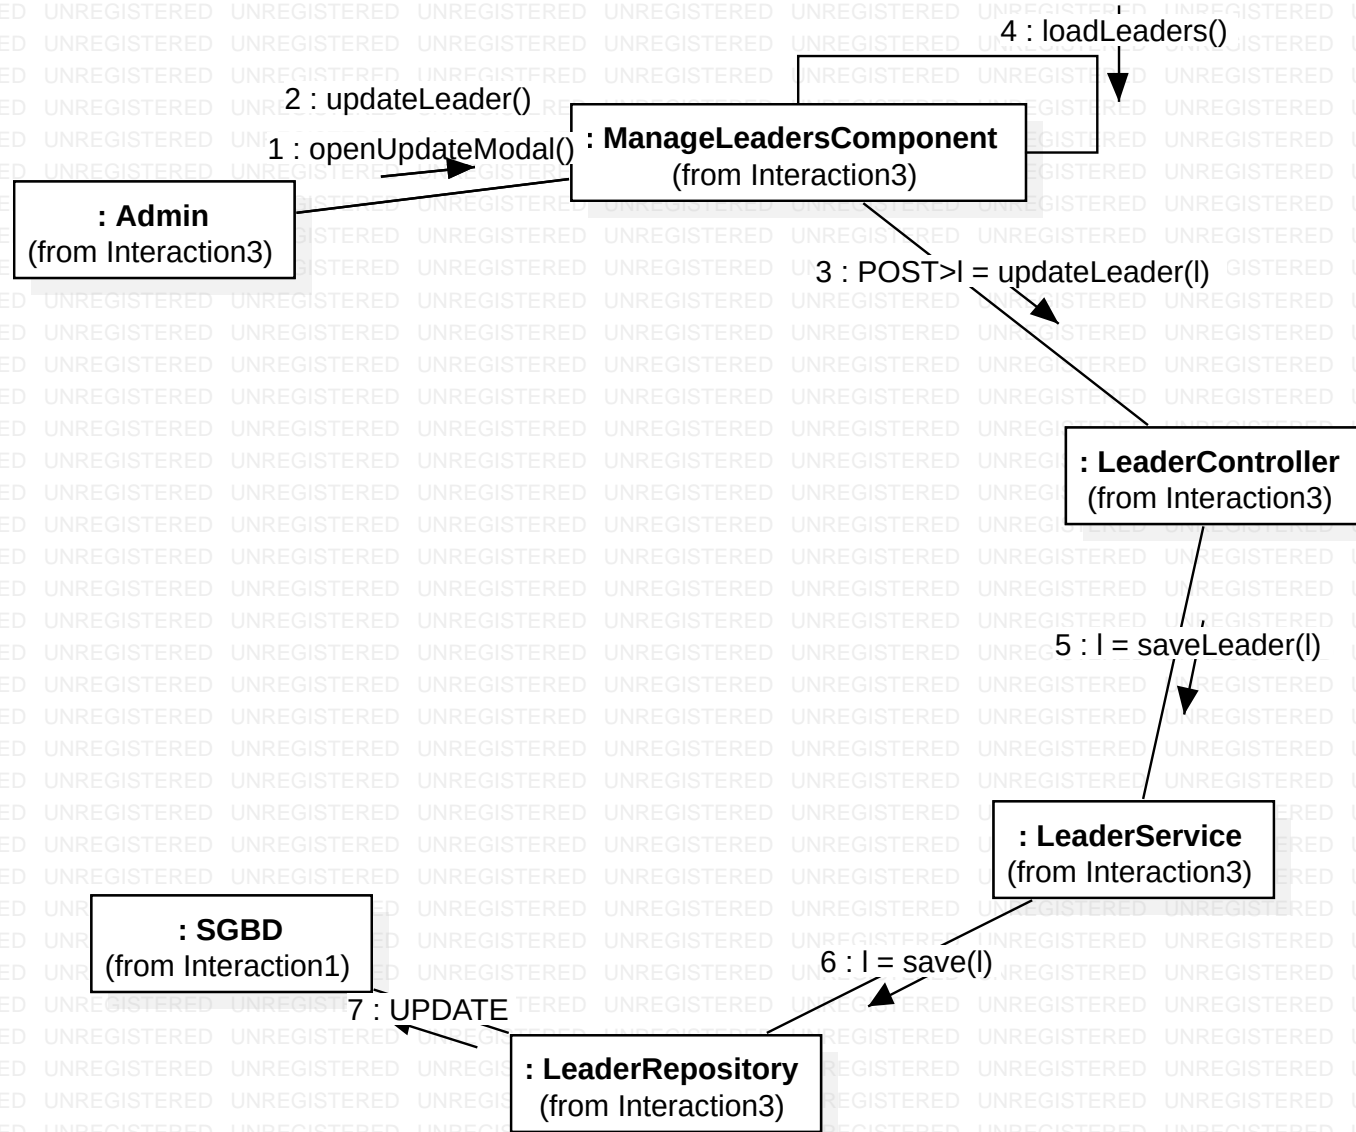 4 : loadLeaders()
2 : updateLeader()
1 : openUpdateModal()
: ManageLeadersComponent
(from Interaction3)
: Admin
(from Interaction3)
3 : POST>l = updateLeader(l)
: LeaderController
(from Interaction3)
5 : l = saveLeader(l)
: LeaderService
(from Interaction3)
: SGBD
(from Interaction1)
6 : l = save(l)
7 : UPDATE
: LeaderRepository
(from Interaction3)
UNREGISTERED